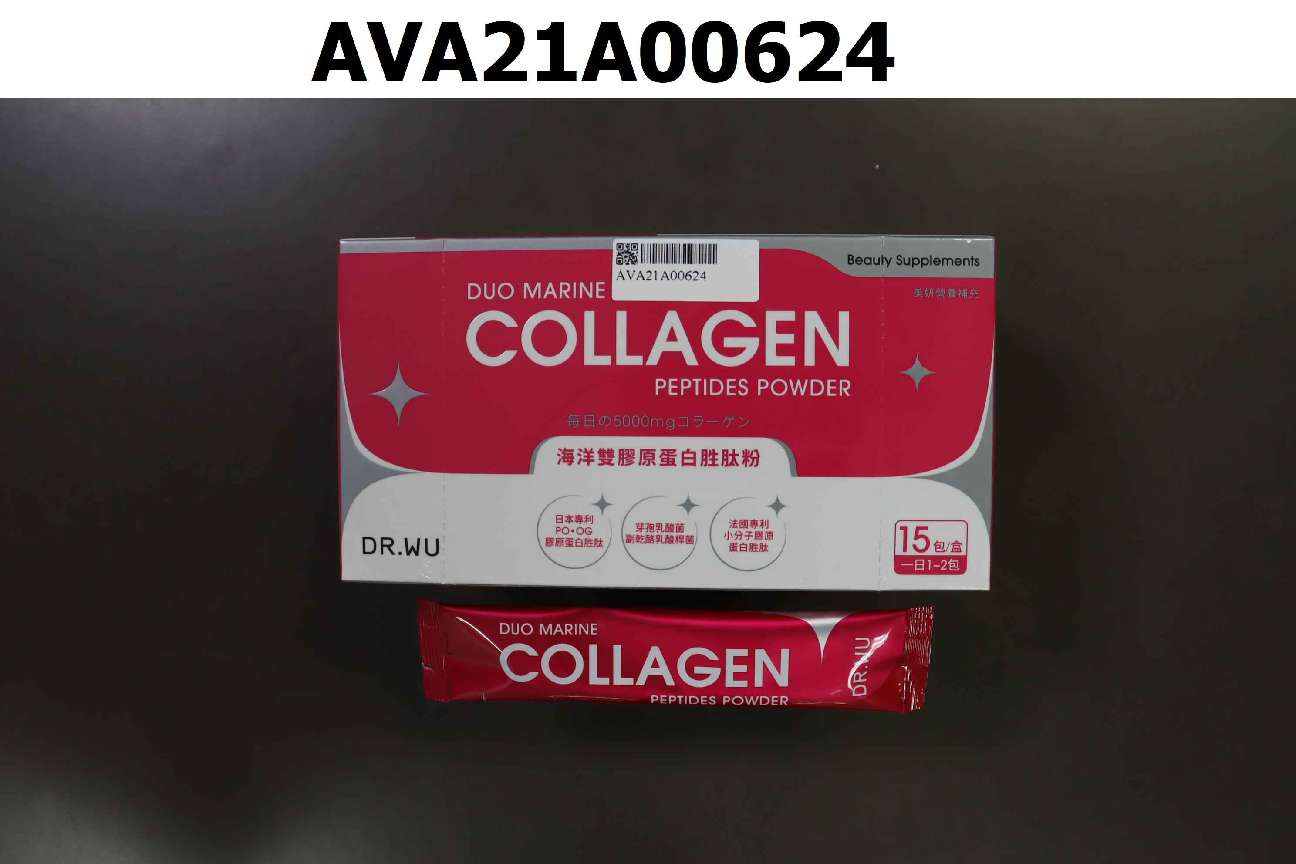 AVA21A00624
AVA21A00624
Beauty Supplements
美妍營養補充
DUO MARINE
COLLAGEN
PEPTIDES POWDER
毎日の5000mgコラーゲン
海洋雙膠原蛋白胜肽粉
日本專利
PO•OG
膠原蛋白胜肽
芽孢乳酸菌
副乾酪乳酸桿菌
法國專利
小分子膠原
蛋白胜肽
DR.WU
15包/盒
一日1~2包
DUO MARINE
COLLAGEN
PEPTIDES POWDER
DR.WU